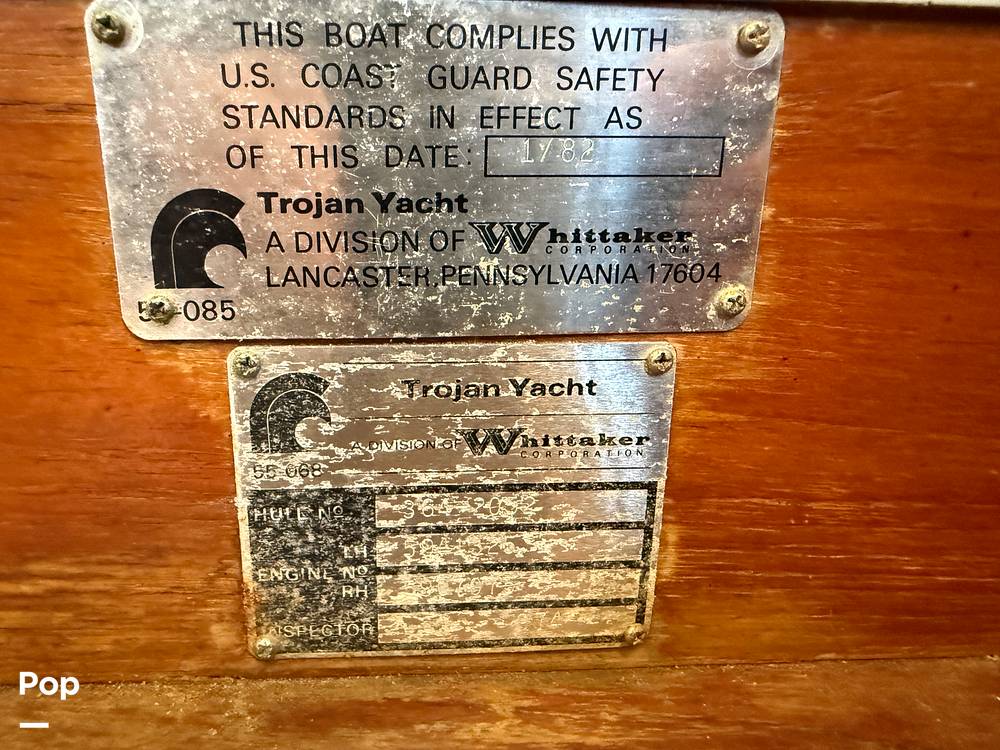 THIS BOAT COMPLIES WITH
U.S. COAST GUARD SAFETY
STANDARDS IN EFFECT AS
OF THIS DATE: 1/82
Trojan Yacht
A DIVISION OF Whittaker
CORPORATION
LANCASTER, PENNSYLVANIA 17604
-085
Trojan Yacht
A DIVISION OF Whittaker
CORPORATION
55-068
HULL Nº
LH
ENGINE Nº
RH
INSPECTOR
Pop